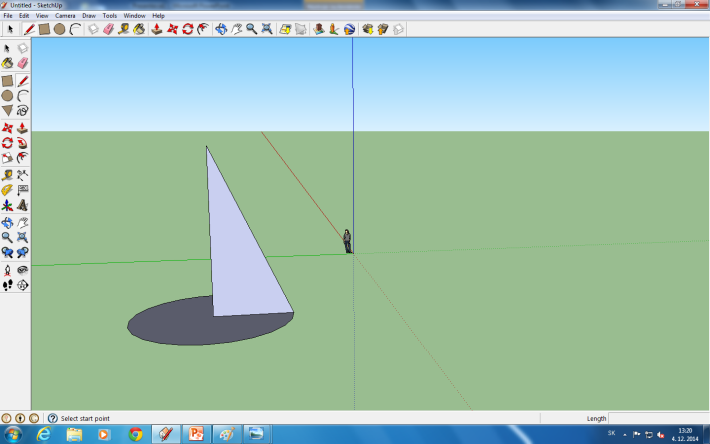 Untitled - SketchUp
File Edit View Camera Draw Tools Window Help
Select start point
Length
SK
13:20
4. 12. 2014